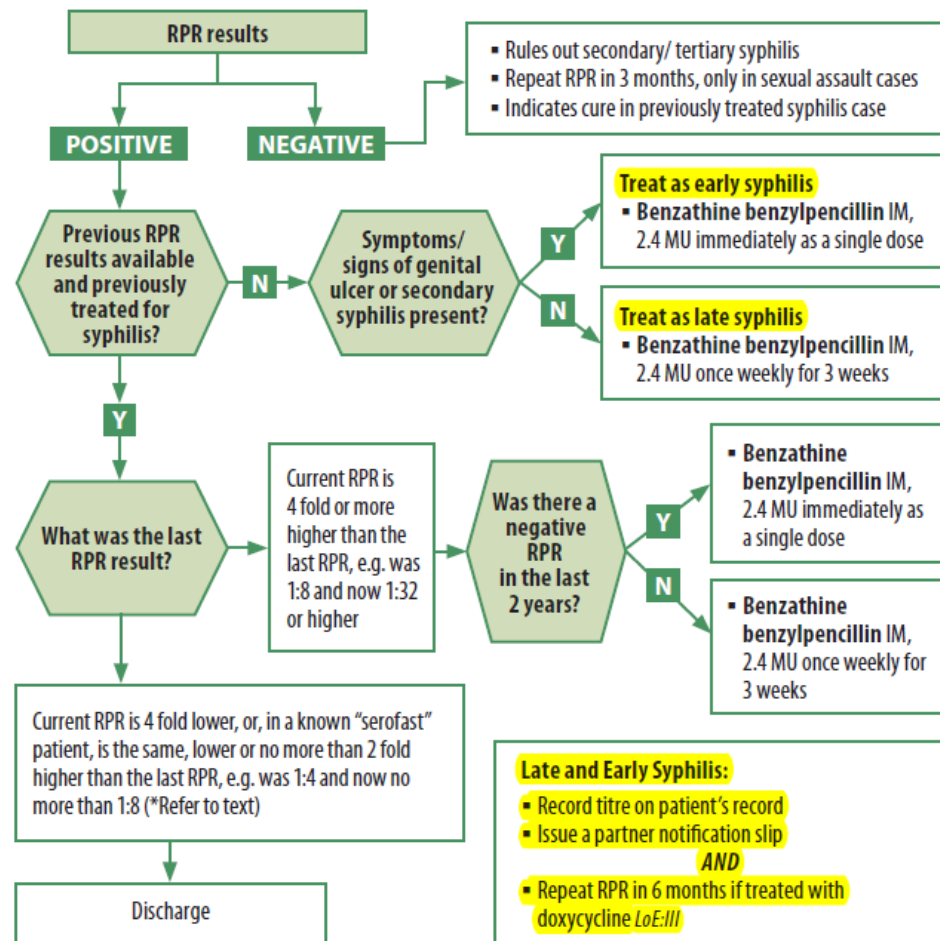 RPR results
▪ Rules out secondary/ tertiary syphilis
▪ Repeat RPR in 3 months, only in sexual assault cases
▪ Indicates cure in previously treated syphilis case
POSITIVE
NEGATIVE
Previous RPR
results available
and previously
treated for
syphilis?
N
Symptoms/
signs of genital
ulcer or secondary
syphilis present?
Y
Treat as early syphilis
▪ Benzathine benzylpencillin IM,
2.4 MU immediately as a single dose
N
Treat as late syphilis
▪ Benzathine benzylpencillin IM,
2.4 MU once weekly for 3 weeks
Y
What was the last
RPR result?
Current RPR is
4 fold or more
higher than the
last RPR, e.g. was
1:8 and now 1:32
or higher
Was there a
negative
RPR
in the last
2 years?
Y
▪ Benzathine
benzylpencillin IM,
2.4 MU immediately as
a single dose
N
▪ Benzathine
benzylpencillin IM,
2.4 MU once weekly for
3 weeks
Current RPR is 4 fold lower, or, in a known “serofast”
patient, is the same, lower or no more than 2 fold
higher than the last RPR, e.g. was 1:4 and now no
more than 1:8 (*Refer to text)
Discharge
Late and Early Syphilis:
▪ Record titre on patient’s record
▪ Issue a partner notification slip
AND
▪ Repeat RPR in 6 months if treated with
doxycycline LoE:III